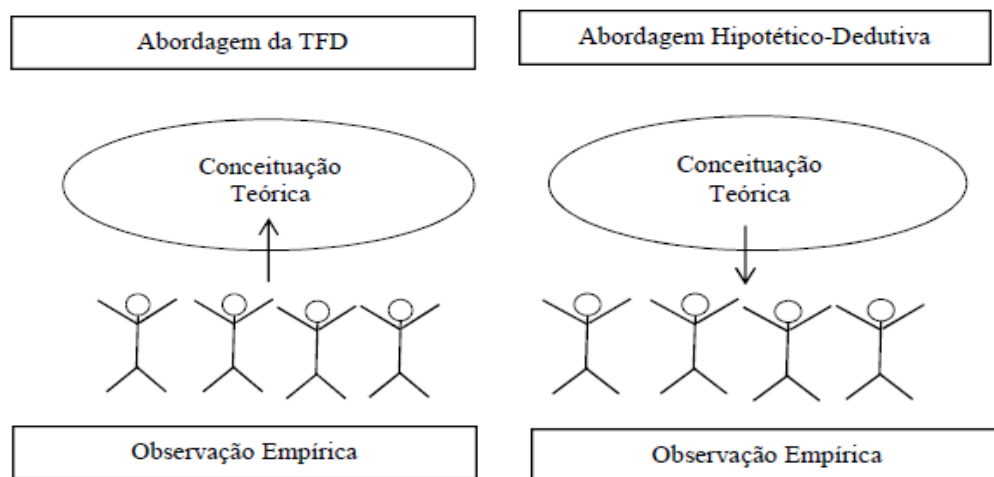 Abordagem da TFD
Conceituação
Teórica
Observação Empírica
Abordagem Hipotético-Dedutiva
Conceituação
Teórica
Observação Empírica